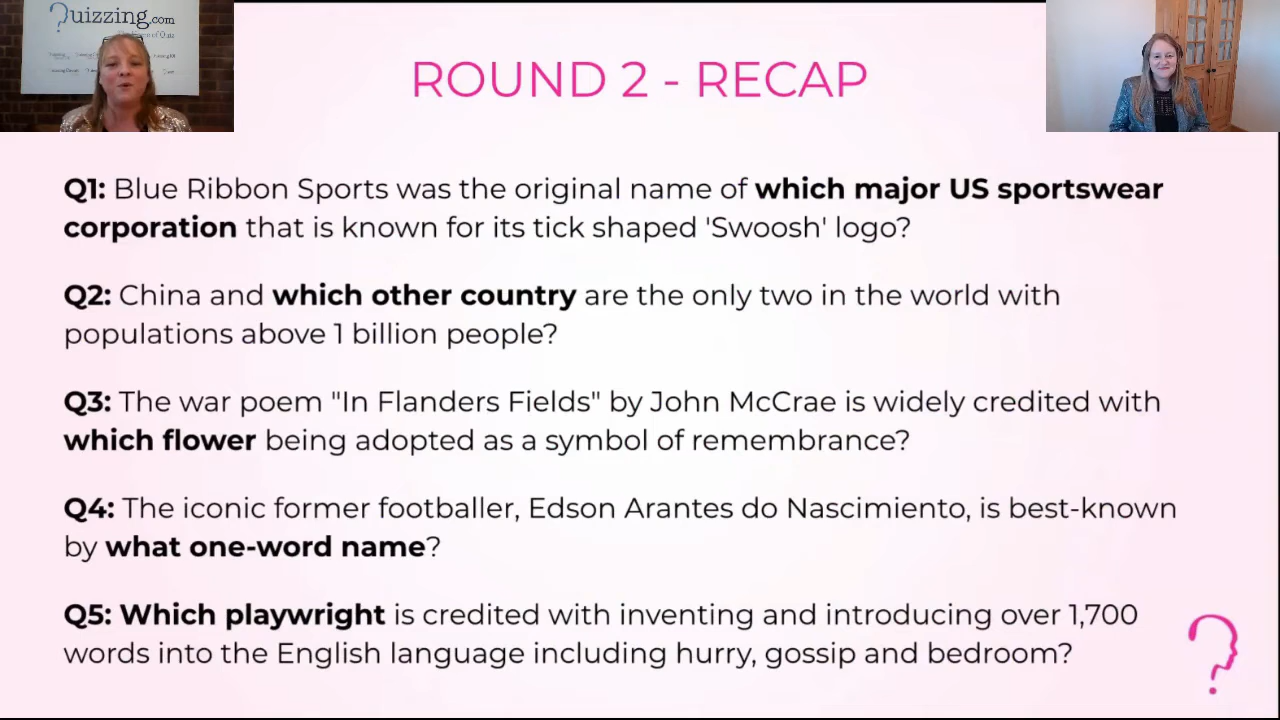 Quizzing.com
ROUND 2 - RECAP
Q1: Blue Ribbon Sports was the original name of which major US sportswear
corporation that is known for its tick shaped 'Swoosh' logo?
Q2: China and which other country are the only two in the world with
populations above 1 billion people?
Q3: The war poem "In Flanders Fields" by John McCrae is widely credited with
which flower being adopted as a symbol of remembrance?
Q4: The iconic former footballer, Edson Arantes do Nascimiento, is best-known
by what one-word name?
Q5: Which playwright is credited with inventing and introducing over 1,700
words into the English language including hurry, gossip and bedroom?